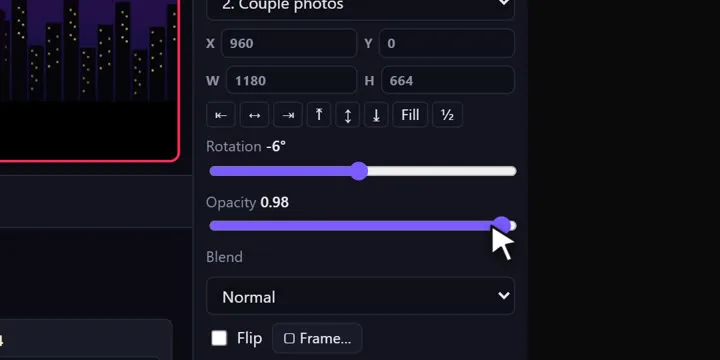 2. Couple photos
X 960 Y 0
W 1180 H 664
Fill ½
Rotation -6°
Opacity 0.98
Blend
Normal
Flip Frame...